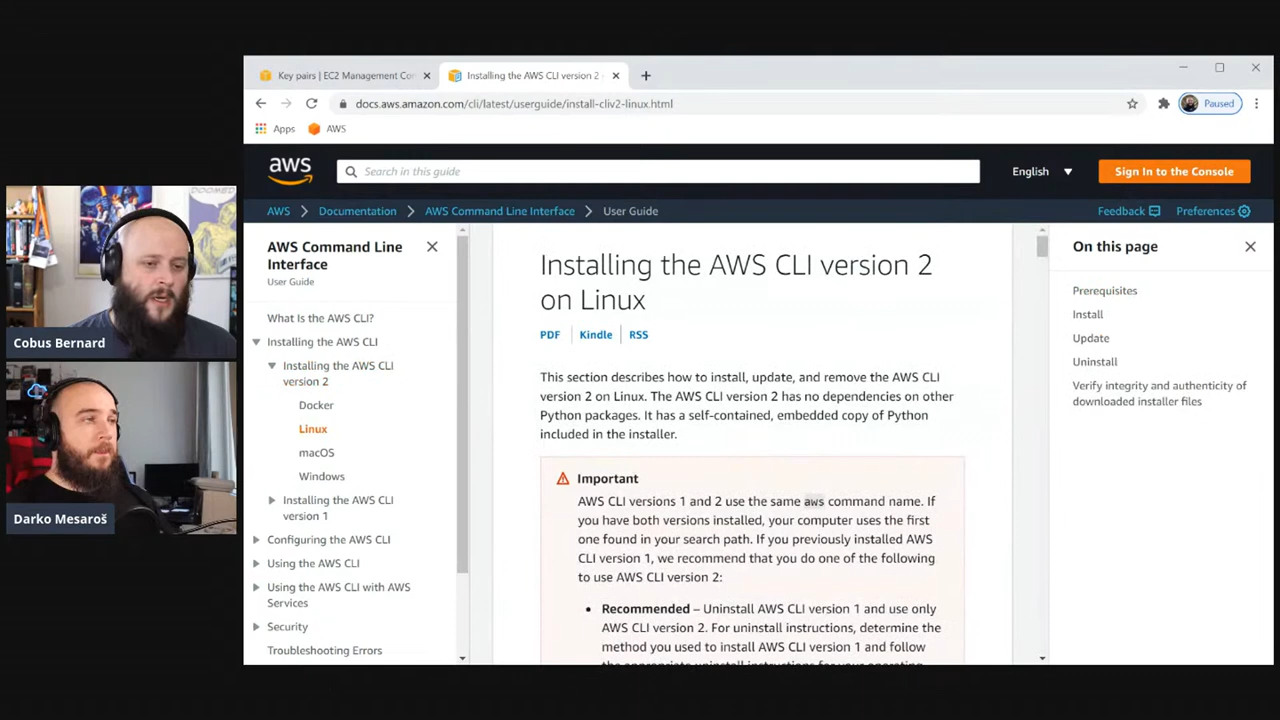 Key pairs | EC2 Management Con
Installing the AWS CLI version 2
docs.aws.amazon.com/cli/latest/userguide/install-cliv2-linux.html
Paused
Apps
AWS
aws
Search in this guide
English
Sign In to the Console
AWS
Documentation
AWS Command Line Interface
User Guide
Feedback
Preferences
AWS Command Line
Interface
User Guide
What Is the AWS CLI?
Installing the AWS CLI
Installing the AWS CLI
version 2
Docker
Linux
macOS
Windows
Installing the AWS CLI
version 1
Configuring the AWS CLI
Using the AWS CLI
Using the AWS CLI with AWS
Services
Security
Troubleshooting Errors
Installing the AWS CLI version 2
on Linux
PDF
Kindle
RSS
This section describes how to install, update, and remove the AWS CLI
version 2 on Linux. The AWS CLI version 2 has no dependencies on other
Python packages. It has a self-contained, embedded copy of Python
included in the installer.
Important
AWS CLI versions 1 and 2 use the same aws command name. If
you have both versions installed, your computer uses the first
one found in your search path. If you previously installed AWS
CLI version 1, we recommend that you do one of the following
to use AWS CLI version 2:
• Recommended – Uninstall AWS CLI version 1 and use only
AWS CLI version 2. For uninstall instructions, determine the
method you used to install AWS CLI version 1 and follow
the appropriate uninstall instructions for your operating
On this page
Prerequisites
Install
Update
Uninstall
Verify integrity and authenticity of
downloaded installer files
DOOMED
Cobus Bernard
Darko Mesaroš